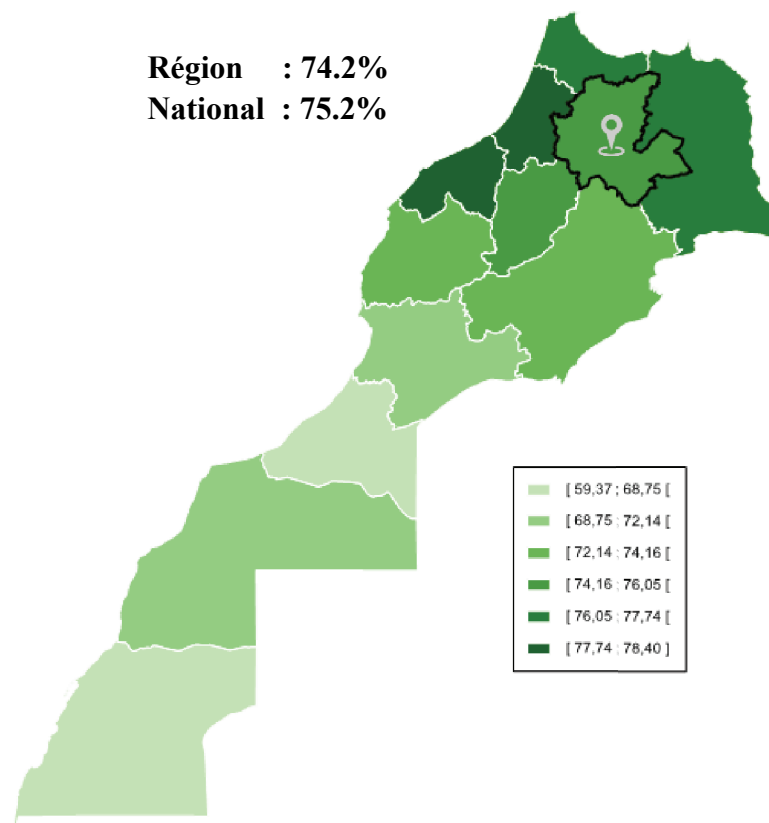 Région : 74.2%
National : 75.2%
[ 59,37 ; 68,75 [
[ 68,75 ; 72,14 [
[ 72,14 ; 74,16 [
[ 74,16 ; 76,05 [
[ 76,05 ; 77,74 [
[ 77,74 ; 78,40 ]